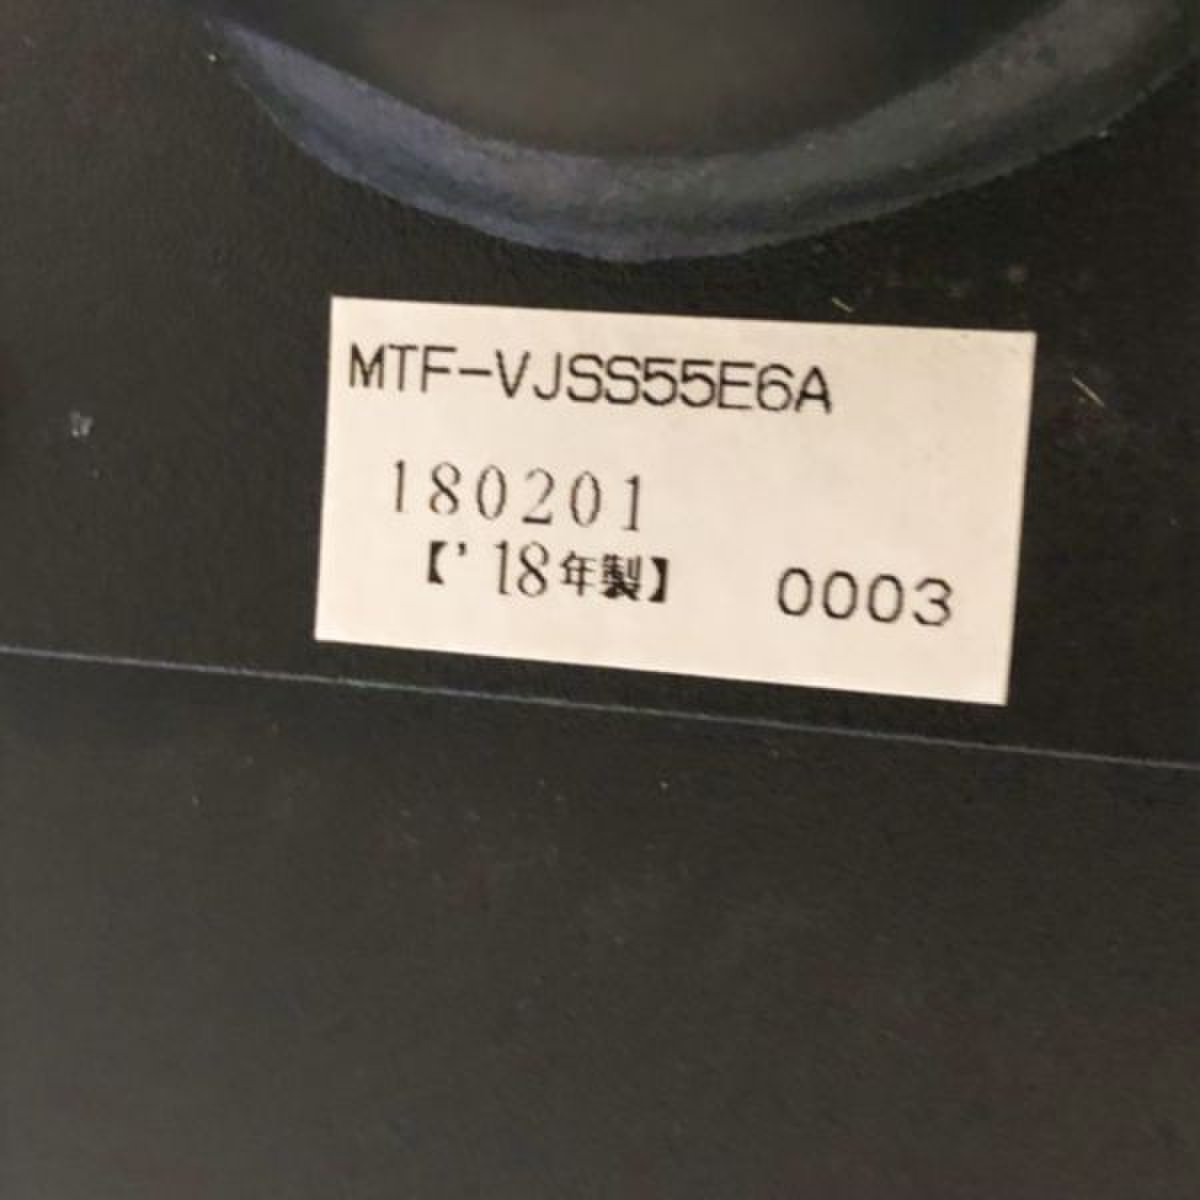 MTF-VJSS55E6A
180201
【'18年製】 0003